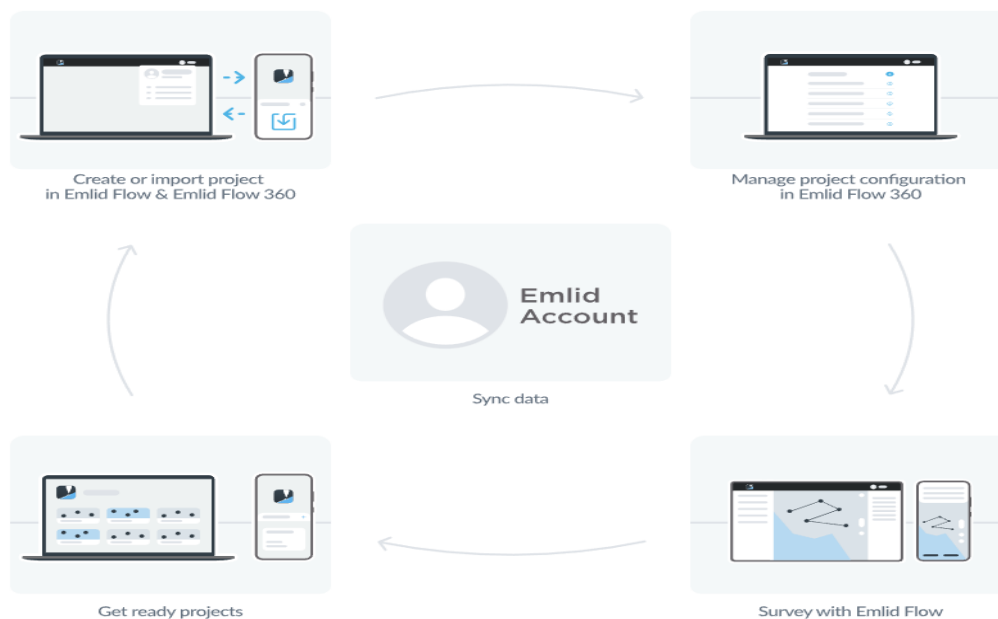 Create or import project
in Emlid Flow & Emlid Flow 360
Manage project configuration
in Emlid Flow 360
Emlid
Account
Sync data
Get ready projects
Survey with Emlid Flow